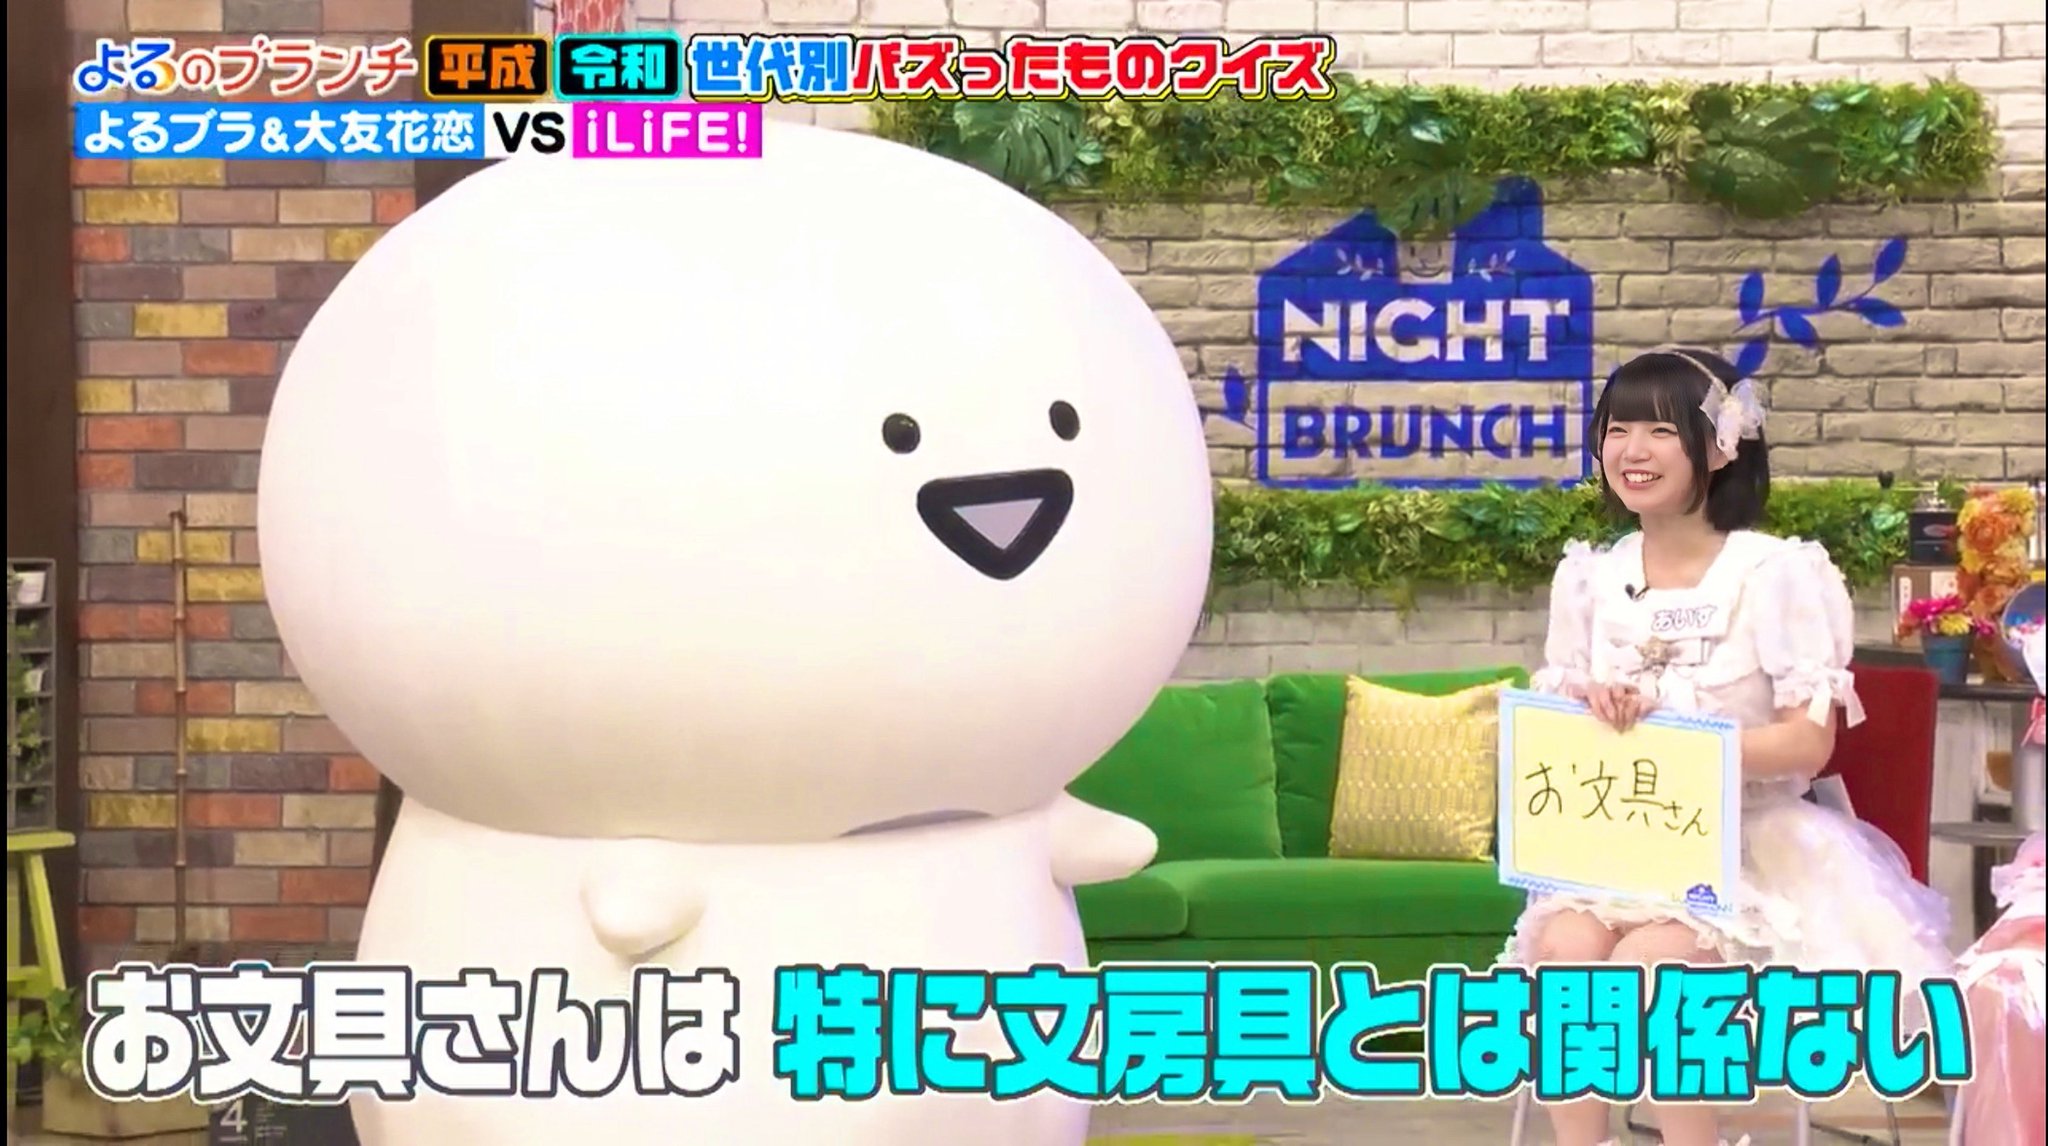 よるのブランチ 平成 令和 世代別バズったものクイズ
よるブラ&大友花恋 VS iLiFE!
NIGHT
BRUNCH
あいす
お文具さん
お文具さんは 特に文房具とは関係ない
4